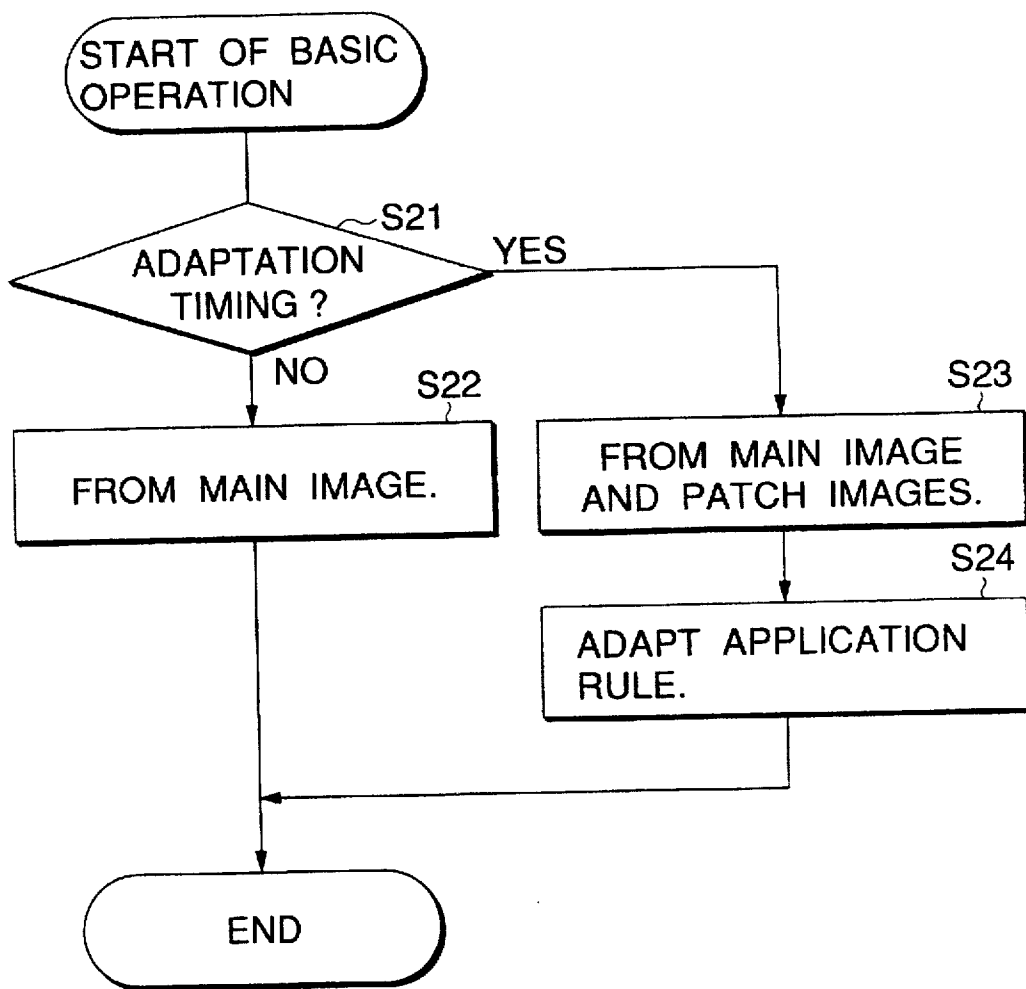 START OF BASIC
OPERATION
S21
ADAPTATION
TIMING ?
YES
NO
S22
FROM MAIN IMAGE.
S23
FROM MAIN IMAGE
AND PATCH IMAGES.
S24
ADAPT APPLICATION
RULE.
END